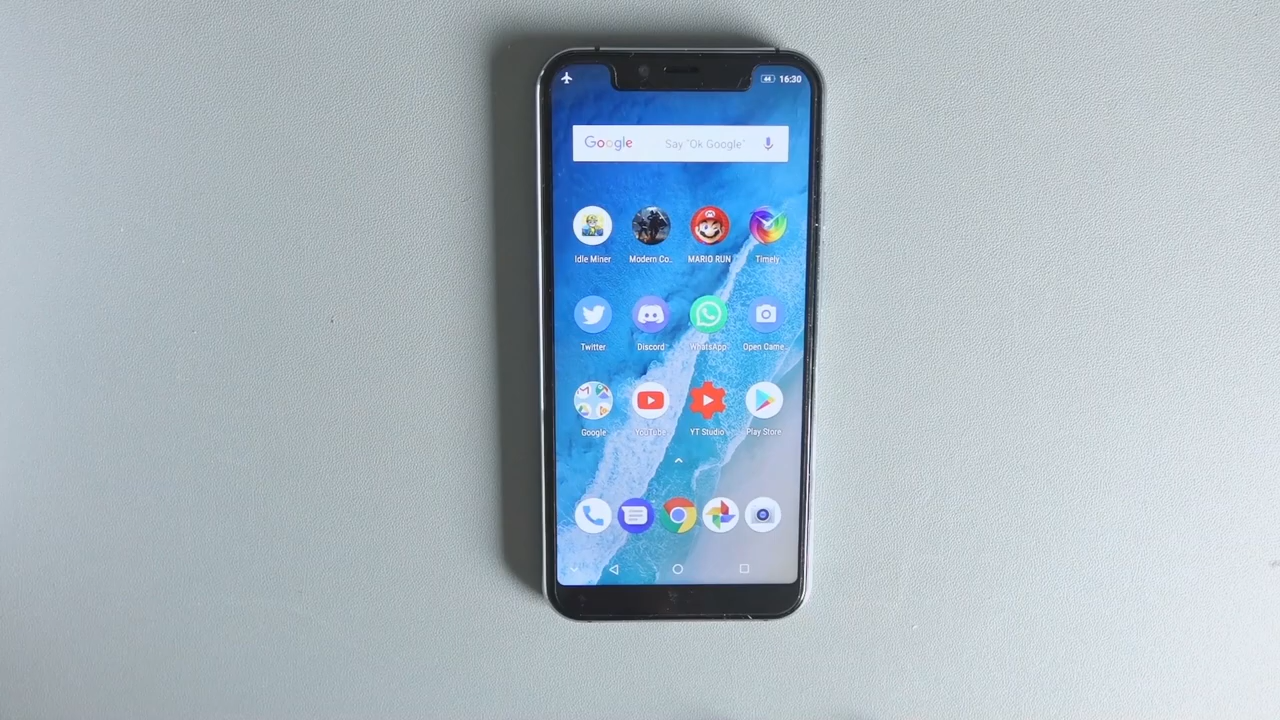 44 16:30
Google Say "Ok Google"
Idle Miner Modern Co.. MARIO RUN Timely
Twitter Discord WhatsApp Open Came..
Google YouTube YT Studio Play Store